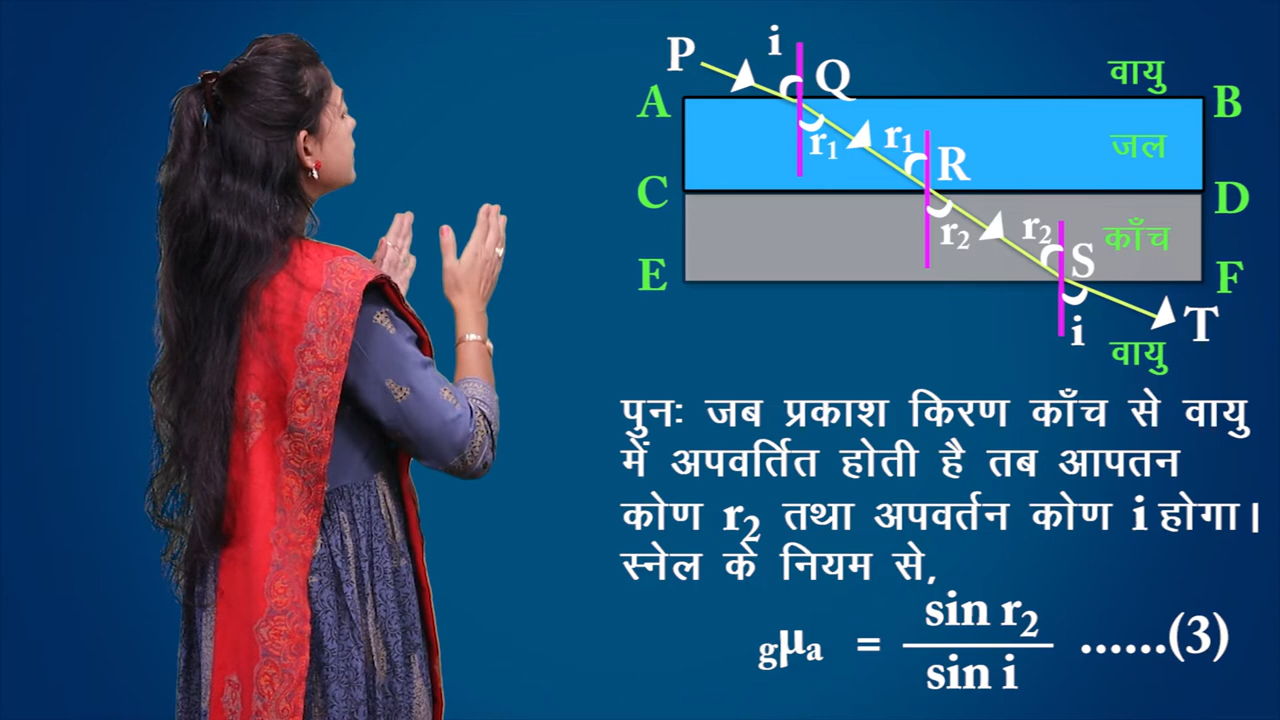 P
i
Q
वायु
A
B
r₁
r₁
जल
R
C
D
r₂
r₂
काँच
S
E
F
i
T
वायु
पुनः जब प्रकाश किरण काँच से वायु
में अपवर्तित होती है तब आपतन
कोण r₂ तथा अपवर्तन कोण i होगा।
स्नेल के नियम से,
gμa = sin r₂ / sin i ......(3)